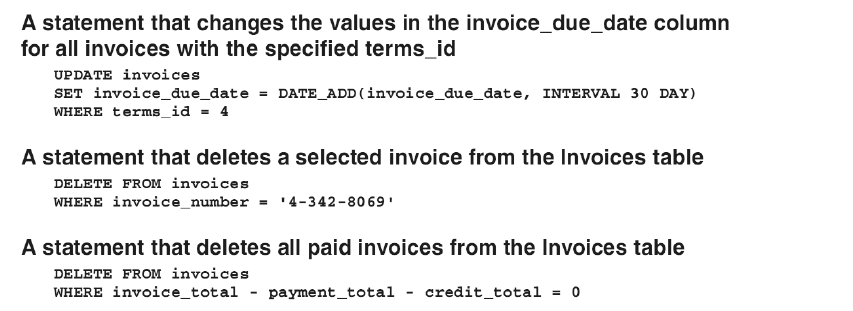 A statement that changes the values in the invoice_due_date column
for all invoices with the specified terms_id
UPDATE invoices
SET invoice_due_date = DATE_ADD(invoice_due_date, INTERVAL 30 DAY)
WHERE terms_id = 4
A statement that deletes a selected invoice from the Invoices table
DELETE FROM invoices
WHERE invoice_number = '4-342-8069'
A statement that deletes all paid invoices from the Invoices table
DELETE FROM invoices
WHERE invoice_total - payment_total - credit_total = 0